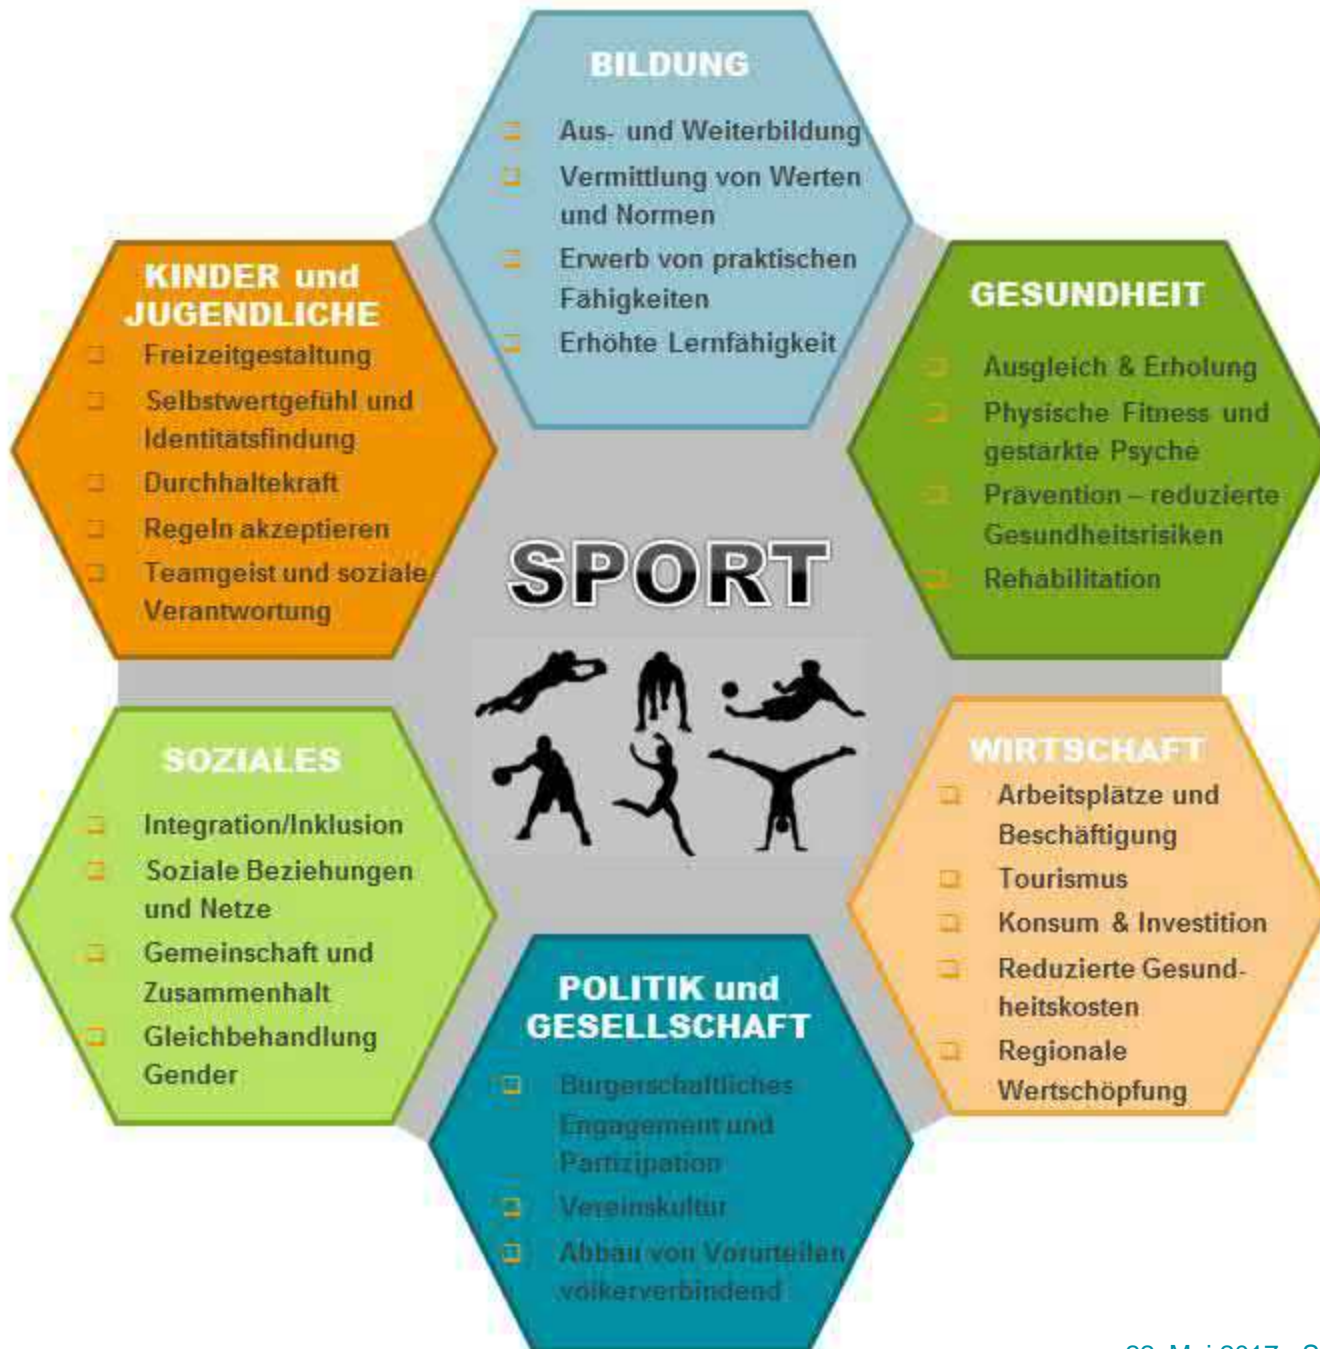 BILDUNG
Aus- und Weiterbildung
Vermittlung von Werten
und Normen
Erwerb von praktischen
Fähigkeiten
Erhöhte Lernfähigkeit
KINDER und
JUGENDLICHE
Freizeitgestaltung
Selbstwertgefühl und
Identitätsfindung
Durchhaltekraft
Regeln akzeptieren
Teamgeist und soziale
Verantwortung
GESUNDHEIT
Ausgleich & Erholung
Physische Fitness und
gestärkte Psyche
Prävention – reduzierte
Gesundheitsrisiken
Rehabilitation
SPORT
SOZIALES
Integration/Inklusion
Soziale Beziehungen
und Netze
Gemeinschaft und
Zusammenhalt
Gleichbehandlung
Gender
WIRTSCHAFT
Arbeitsplätze und
Beschäftigung
Tourismus
Konsum & Investition
Reduzierte Gesund-
heitskosten
Regionale
Wertschöpfung
POLITIK und
GESELLSCHAFT
Bürgerschaftliches
Engagement und
Partizipation
Vereinskultur
Abbau von Vorurteilen
völkerverbindend
Mai 2017